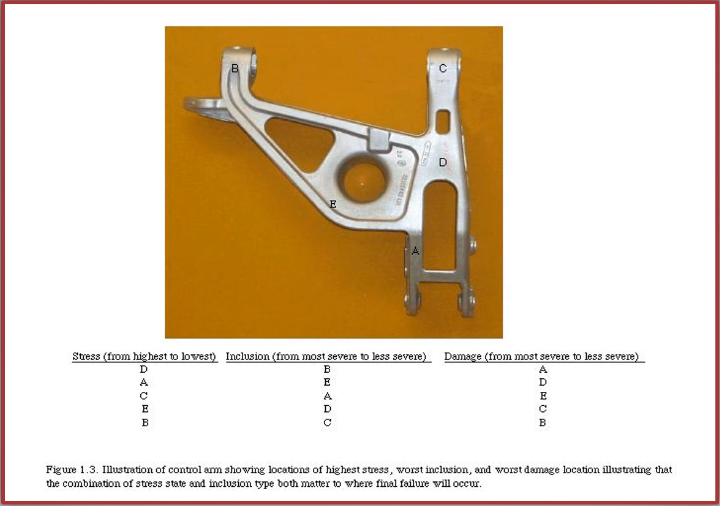 B
C
D
E
A
Stress (from highest to lowest) Inclusion (from most severe to less severe) Damage (from most severe to less severe)
D B A
A E D
C A E
E D C
B C B
Figure 1.3. Illustration of control arm showing locations of highest stress, worst inclusion, and worst damage location illustrating that
the combination of stress state and inclusion type both matter to where final failure will occur.